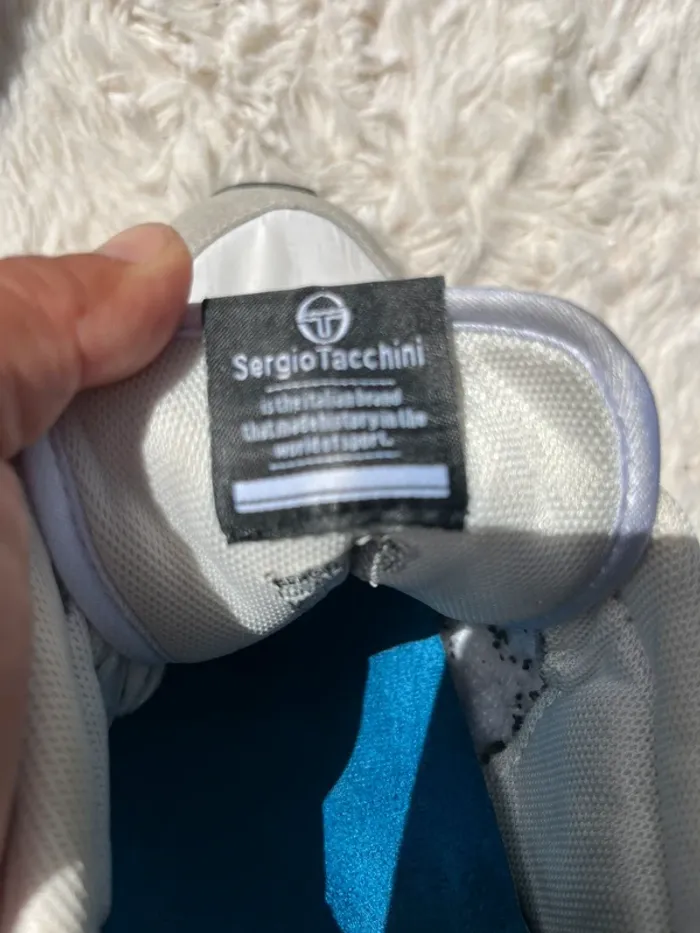 SergioTacchini
is the italian brand
that made history in the
world of sport.